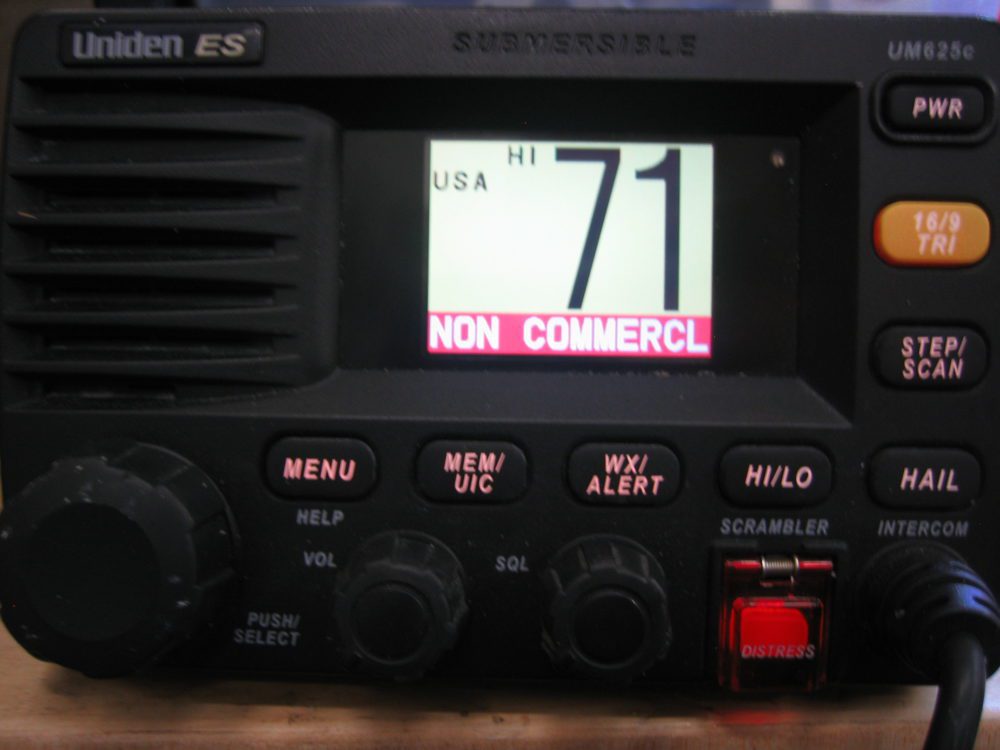 Uniden ES
SUBMERSIBLE
UM625c
PWR
HI
71
USA
NON COMMERCL
16/9
TRI
STEP/
SCAN
MENU
MEM/
UIC
WX/
ALERT
HI/LO
HAIL
HELP
SCRAMBLER
INTERCOM
VOL
SQL
PUSH/
SELECT
DISTRESS